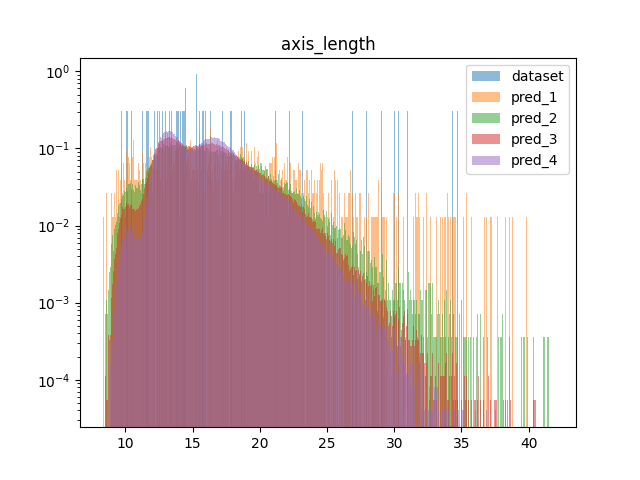 axis_length
dataset
pred_1
pred_2
pred_3
pred_4
10⁰
10⁻¹
10⁻²
10⁻³
10⁻⁴
10 15 20 25 30 35 40